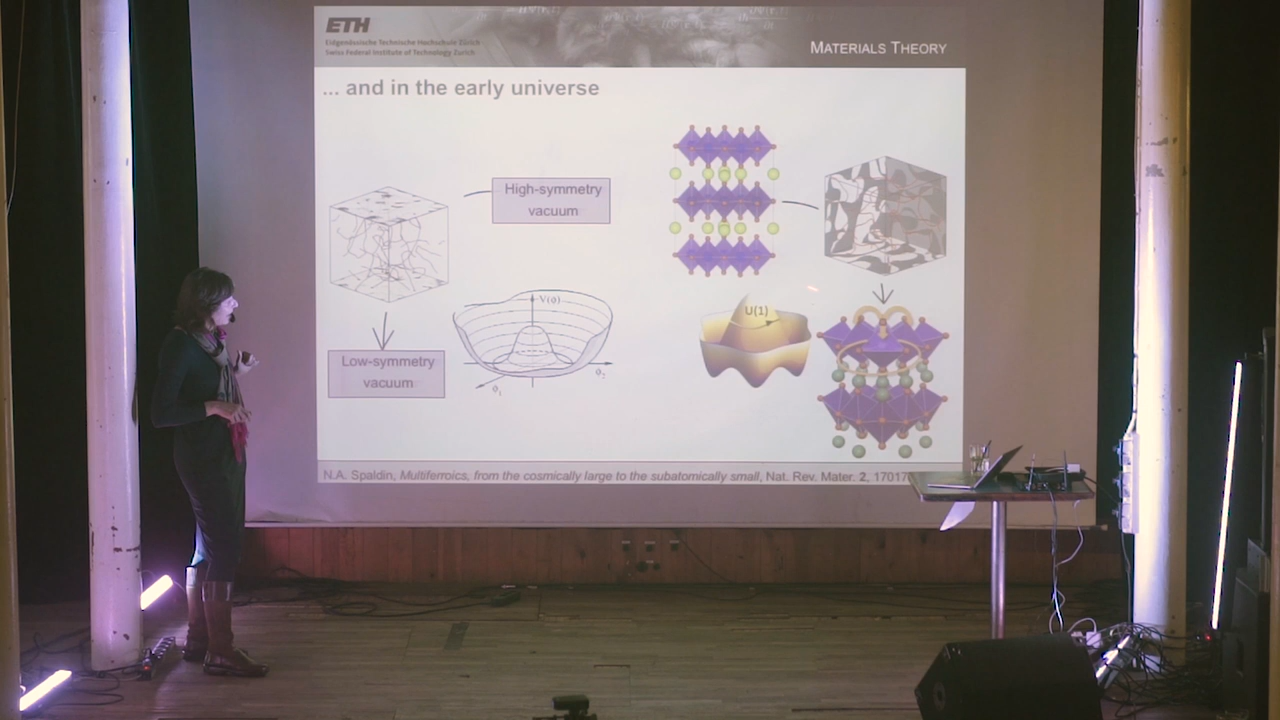 ETH
Eidgenössische Technische Hochschule Zürich
Swiss Federal Institute of Technology Zurich
MATERIALS THEORY
... and in the early universe
High-symmetry
vacuum
V(ϕ)
U(1)
Low-symmetry
vacuum
ϕ₂
ϕ₁
N.A. Spaldin, Multiferroics, from the cosmically large to the subatomically small, Nat. Rev. Mater. 2, 17017